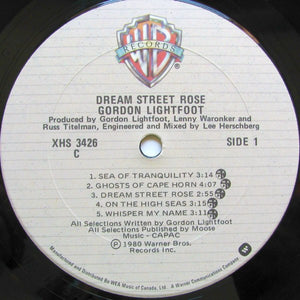 WB
RECORDS
DREAM STREET ROSE
GORDON LIGHTFOOT
Produced by Gordon Lightfoot, Lenny Waronker and
Russ Titelman, Engineered and Mixed by Lee Herschberg
XHS 3426
SIDE 1
C
1. SEA OF TRANQUILITY 3:14
2. GHOSTS OF CAPE HORN 4:07
3. DREAM STREET ROSE 2:55
4. ON THE HIGH SEAS 3:15
5. WHISPER MY NAME 3:11
All Selections Written by Gordon Lightfoot
All Selections Published by Moose
Music - CAPAC
℗ 1980 Warner Bros.
Records Inc.
Manufactured and Distributed by WEA Music of Canada, Ltd. A Warner Communications Company